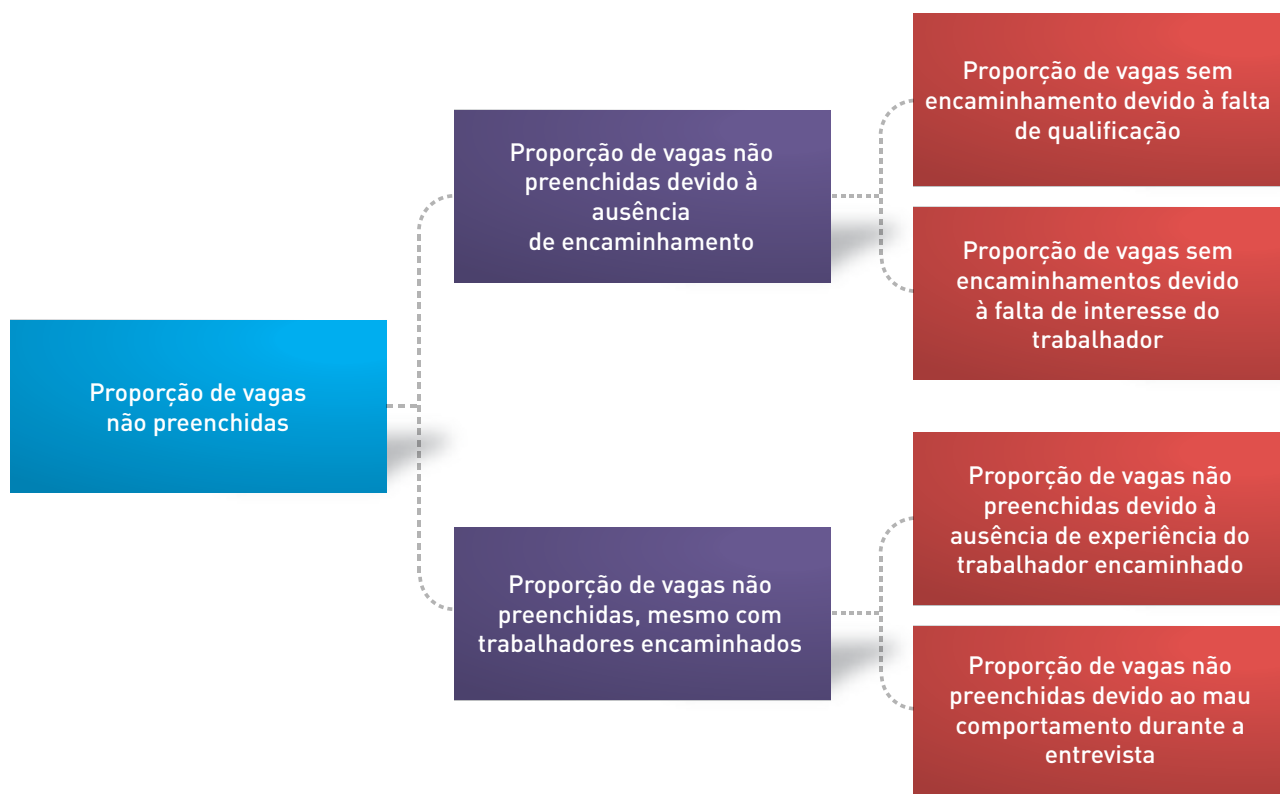 Proporção de vagas
não preenchidas
Proporção de vagas não
preenchidas devido à
ausência
de encaminhamento
Proporção de vagas não
preenchidas, mesmo com
trabalhadores encaminhados
Proporção de vagas sem
encaminhamento devido à falta
de qualificação
Proporção de vagas sem
encaminhamentos devido
à falta de interesse do
trabalhador
Proporção de vagas não
preenchidas devido à
ausência de experiência do
trabalhador encaminhado
Proporção de vagas não
preenchidas devido ao mau
comportamento durante a
entrevista